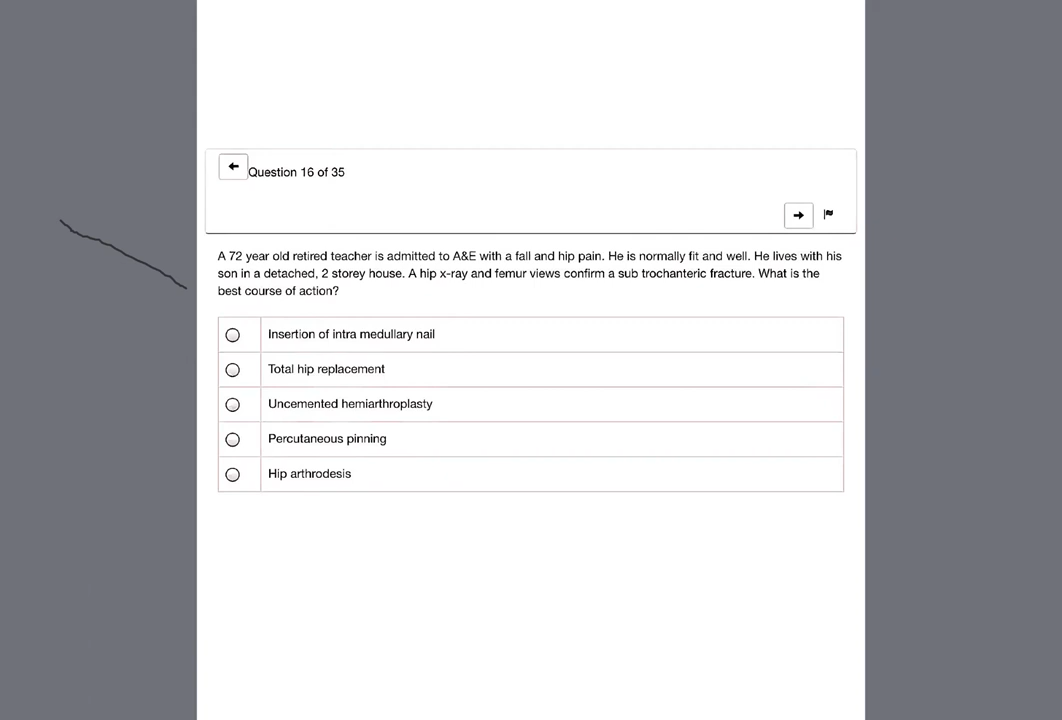 Question 16 of 35
A 72 year old retired teacher is admitted to A&E with a fall and hip pain. He is normally fit and well. He lives with his
son in a detached, 2 storey house. A hip x-ray and femur views confirm a sub trochanteric fracture. What is the
best course of action?
Insertion of intra medullary nail
Total hip replacement
Uncemented hemiarthroplasty
Percutaneous pinning
Hip arthrodesis